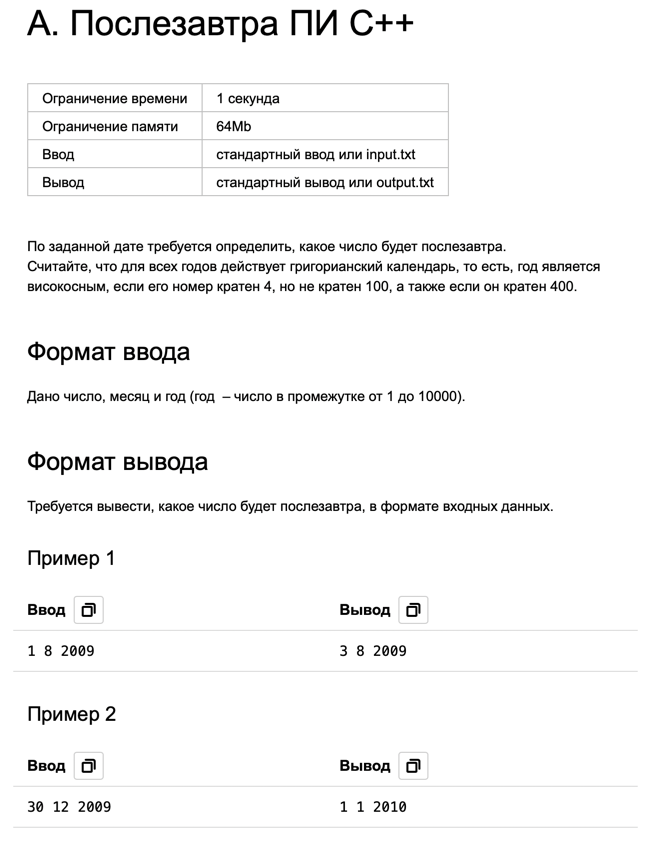 А. Послезавтра ПИ C++
Ограничение времени 1 секунда
Ограничение памяти 64Mb
Ввод стандартный ввод или input.txt
Вывод стандартный вывод или output.txt
По заданной дате требуется определить, какое число будет послезавтра.
Считайте, что для всех годов действует григорианский календарь, то есть, год является
високосным, если его номер кратен 4, но не кратен 100, а также если он кратен 400.
Формат ввода
Дано число, месяц и год (год – число в промежутке от 1 до 10000).
Формат вывода
Требуется вывести, какое число будет послезавтра, в формате входных данных.
Пример 1
Ввод Вывод
1 8 2009 3 8 2009
Пример 2
Ввод Вывод
30 12 2009 1 1 2010